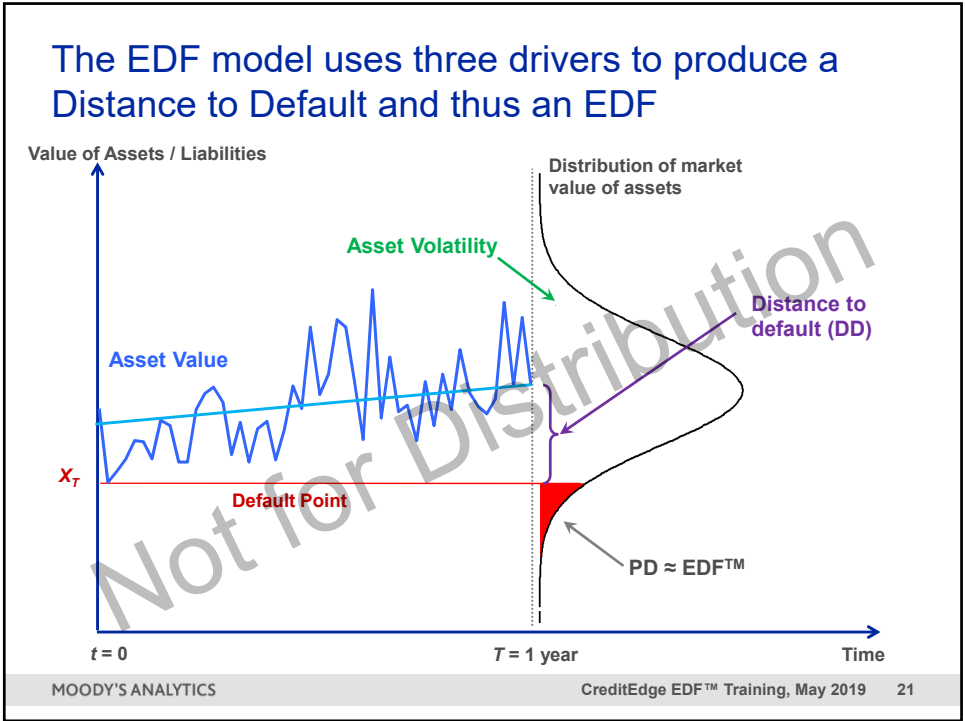 The EDF model uses three drivers to produce a
Distance to Default and thus an EDF
Value of Assets / Liabilities
Distribution of market
value of assets
Asset Volatility
Distance to
default (DD)
Asset Value
X_T
Default Point
PD ≈ EDF™
Not for Distribution
t = 0
T = 1 year
Time
MOODY'S ANALYTICS
CreditEdge EDF™ Training, May 2019
21